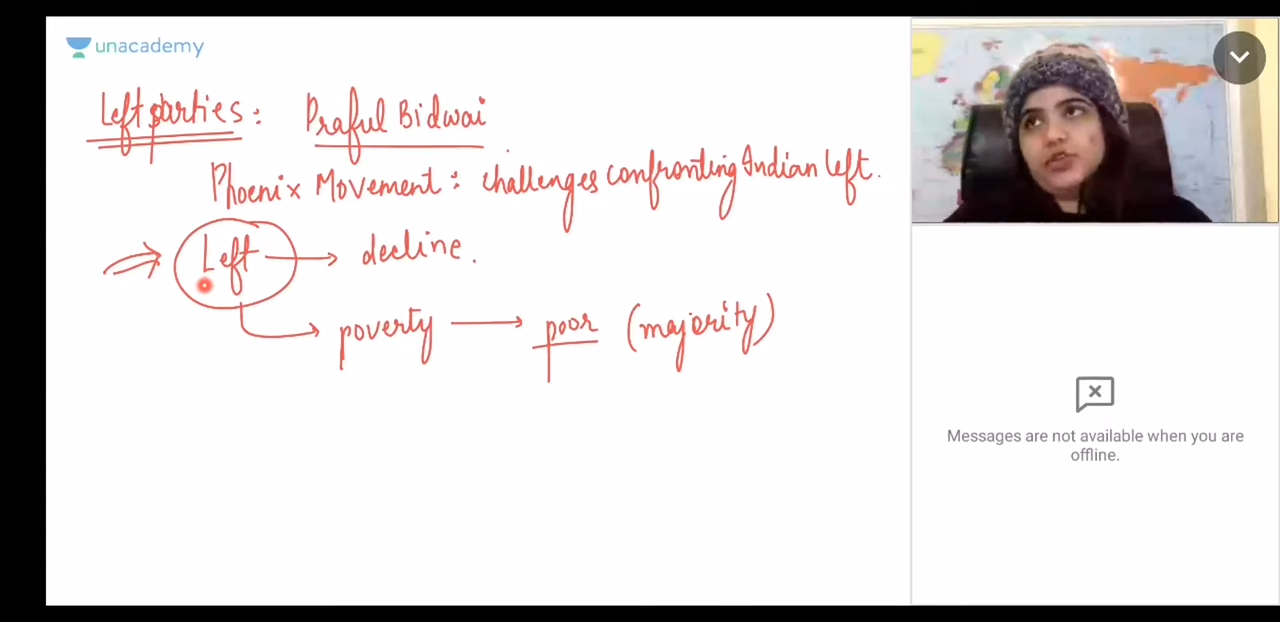 unacademy
Left parties : Praful Bidwai
Phoenix Movement : challenges confronting Indian Left.
Left → decline.
poverty → poor (majority)
Messages are not available when you are
offline.